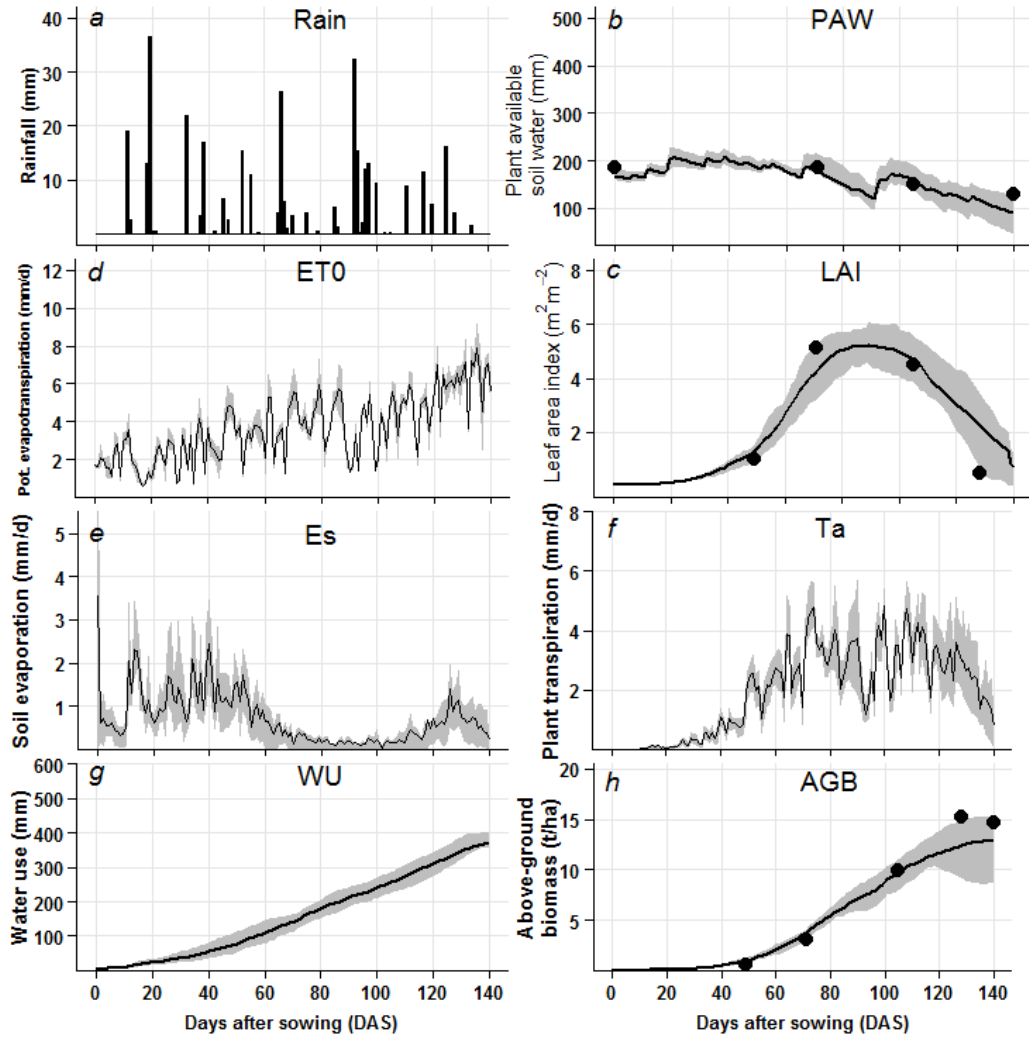 a Rain
40
30
20
10
Rainfall (mm)
b PAW
500
400
300
200
100
Plant available
soil water (mm)
d ET0
12
10
8
6
4
2
Pot. evapotranspiration (mm/d)
c LAI
8
6
4
2
Leaf area index (m² m⁻²)
e Es
5
4
3
2
1
Soil evaporation (mm/d)
f Ta
8
6
4
2
Plant transpiration (mm/d)
g WU
600
500
400
300
200
100
Water use (mm)
0 20 40 60 80 100 120 140
Days after sowing (DAS)
h AGB
20
15
10
5
Above-ground
biomass (t/ha)
0 20 40 60 80 100 120 140
Days after sowing (DAS)